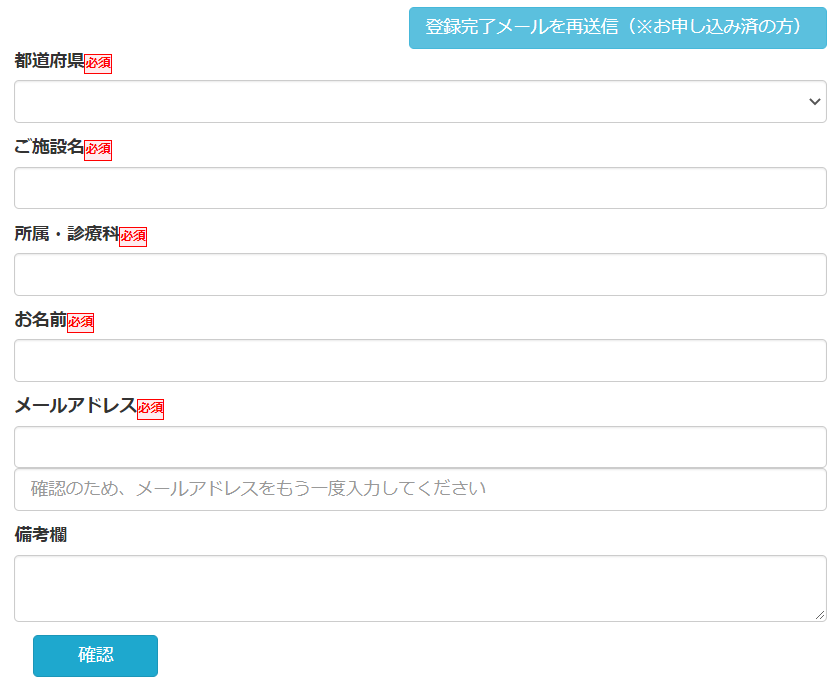 登録完了メールを再送信（※お申し込み済の方）
都道府県必須
ご施設名必須
所属・診療科必須
お名前必須
メールアドレス必須
確認のため、メールアドレスをもう一度入力してください
備考欄
確認